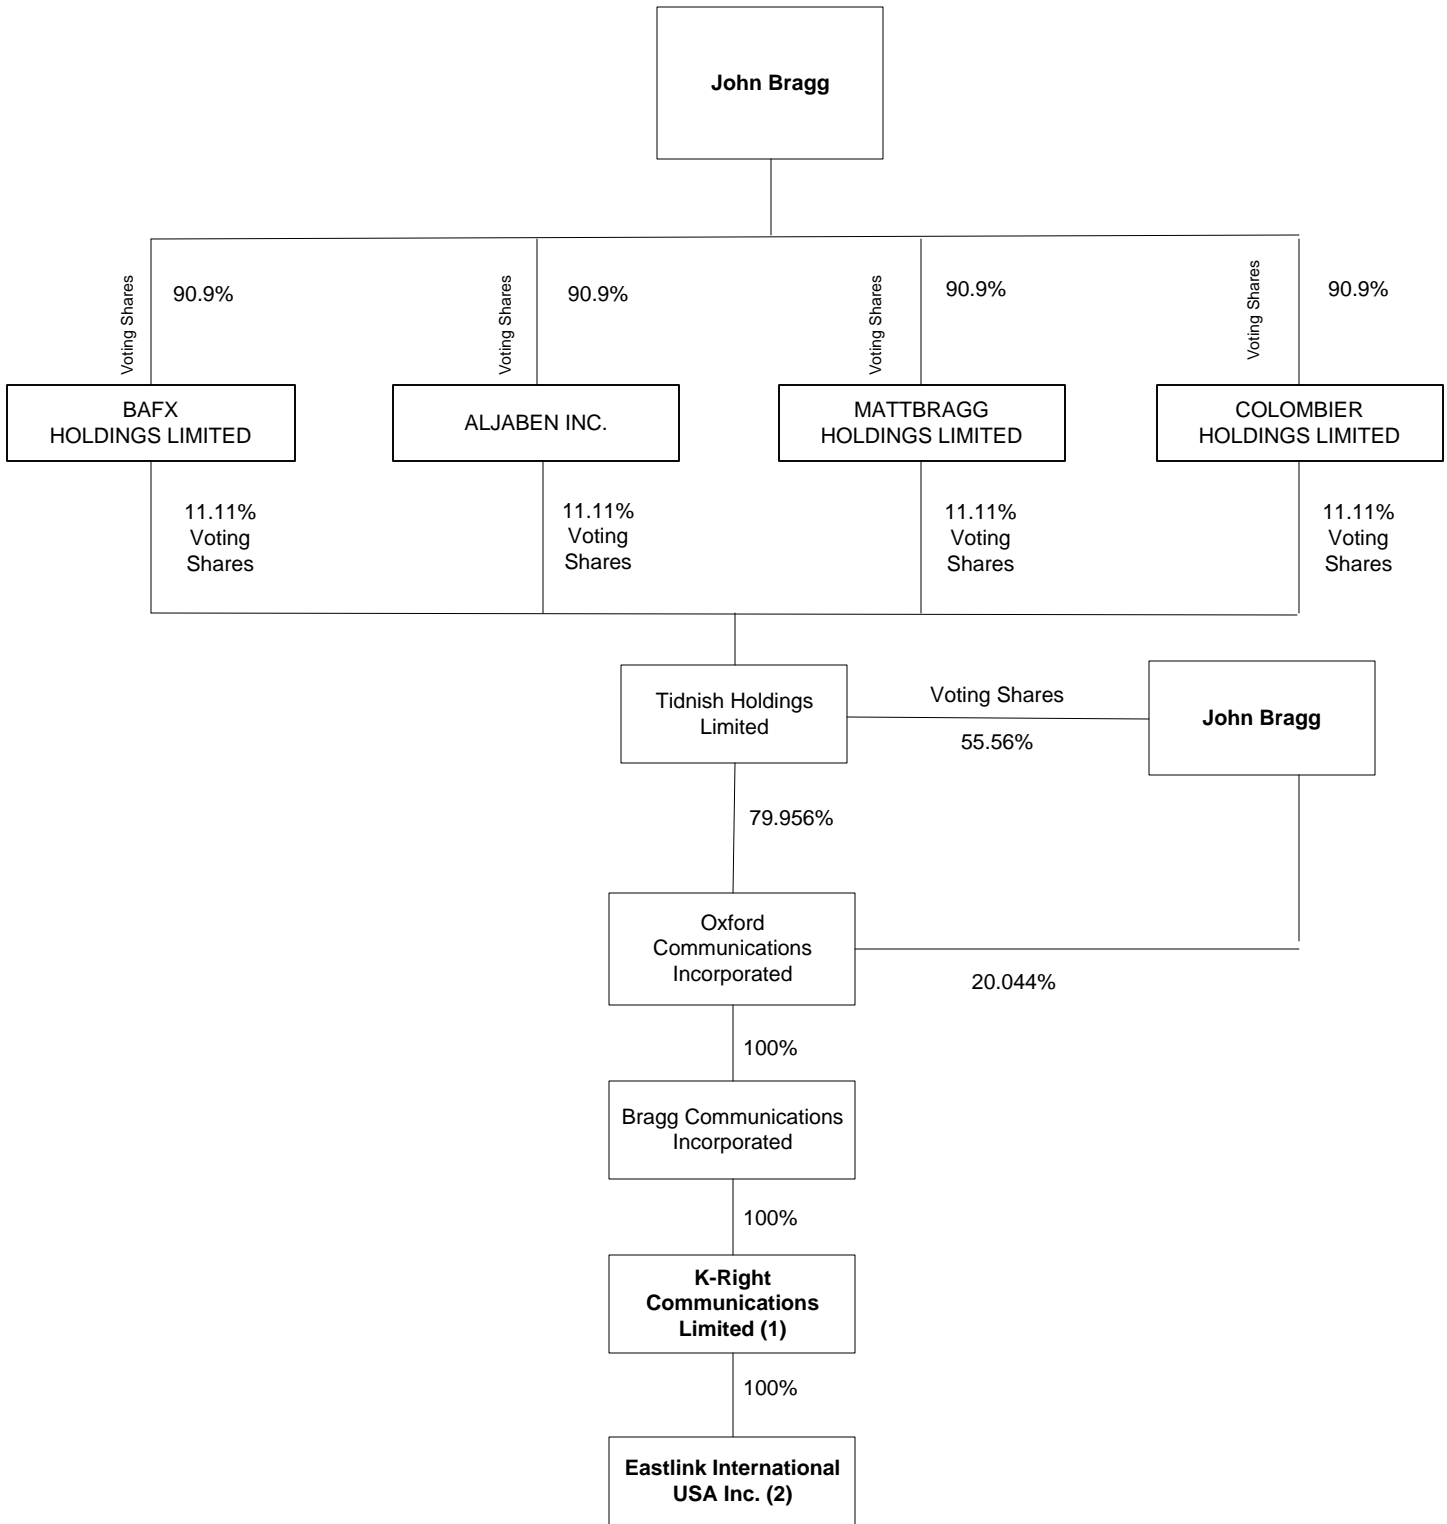 John Bragg
Voting Shares
90.9%
Voting Shares
90.9%
Voting Shares
90.9%
Voting Shares
90.9%
BAFX
HOLDINGS LIMITED
ALJABEN INC.
MATTBRAGG
HOLDINGS LIMITED
COLOMBIER
HOLDINGS LIMITED
11.11%
Voting
Shares
11.11%
Voting
Shares
11.11%
Voting
Shares
11.11%
Voting
Shares
Tidnish Holdings
Limited
Voting Shares
55.56%
John Bragg
79.956%
Oxford
Communications
Incorporated
20.044%
100%
Bragg Communications
Incorporated
100%
K-Right
Communications
Limited (1)
100%
Eastlink International
USA Inc. (2)